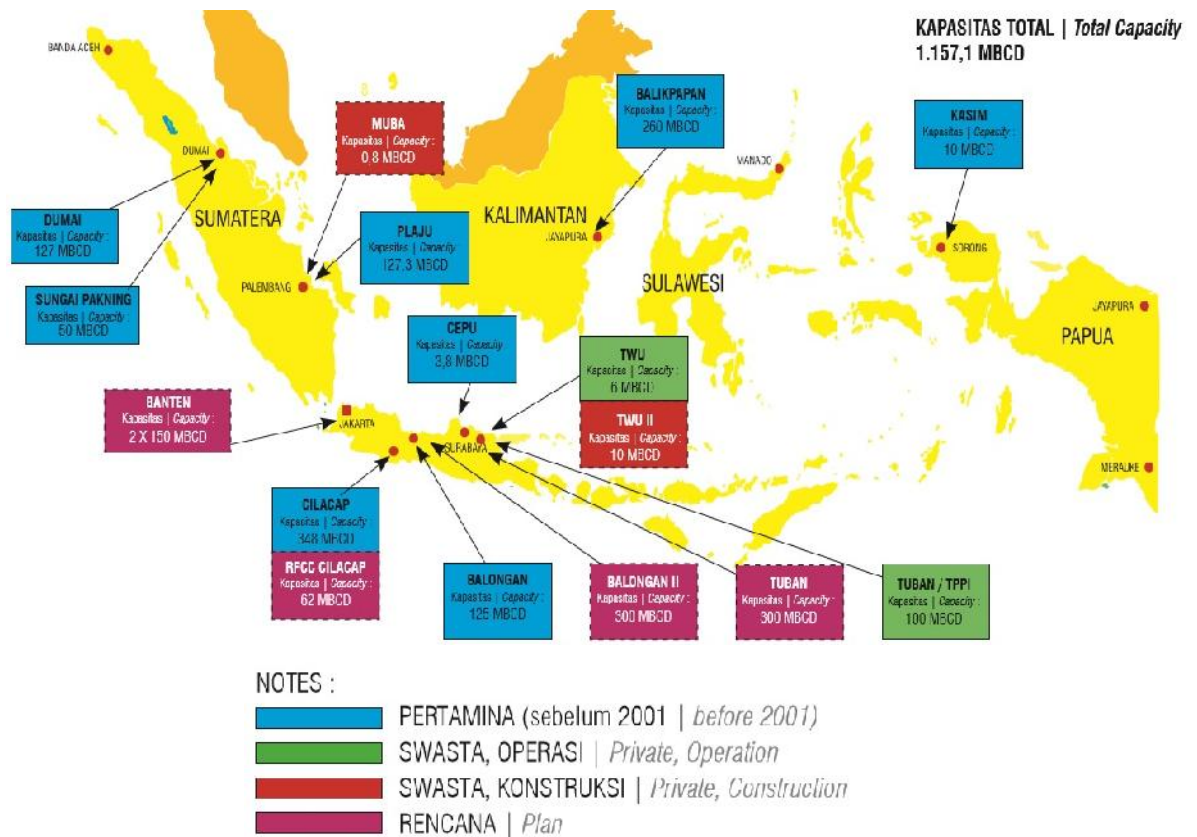 KAPASITAS TOTAL | Total Capacity
1.157,1 MBCD
BANDA ACEH
DUMAI
SUMATERA
PALEMBANG
MUBA
Kapasitas | Capacity :
0,8 MBCD
PLAJU
Kapasitas | Capacity :
127,3 MBCD
DUMAI
Kapasitas | Capacity :
127 MBCD
SUNGAI PAKNING
Kapasitas | Capacity :
50 MBCD
BALIKPAPAN
Kapasitas | Capacity :
260 MBCD
KALIMANTAN
JAYAPURA
MANADO
SULAWESI
KASIM
Kapasitas | Capacity :
10 MBCD
SORONG
JAYAPURA
PAPUA
MERAUKE
CEPU
Kapasitas | Capacity :
3,8 MBCD
TWU
Kapasitas | Capacity :
6 MBCD
TWU II
Kapasitas | Capacity :
10 MBCD
BANTEN
Kapasitas | Capacity :
2 X 150 MBCD
JAKARTA
SURABAYA
CILACAP
Kapasitas | Capacity :
348 MBCD
RFCC CILACAP
Kapasitas | Capacity :
62 MBCD
BALONGAN
Kapasitas | Capacity :
125 MBCD
BALONGAN II
Kapasitas | Capacity :
300 MBCD
TUBAN
Kapasitas | Capacity :
300 MBCD
TUBAN / TPPI
Kapasitas | Capacity :
100 MBCD
NOTES :
PERTAMINA (sebelum 2001 | before 2001)
SWASTA, OPERASI | Private, Operation
SWASTA, KONSTRUKSI | Private, Construction
RENCANA | Plan